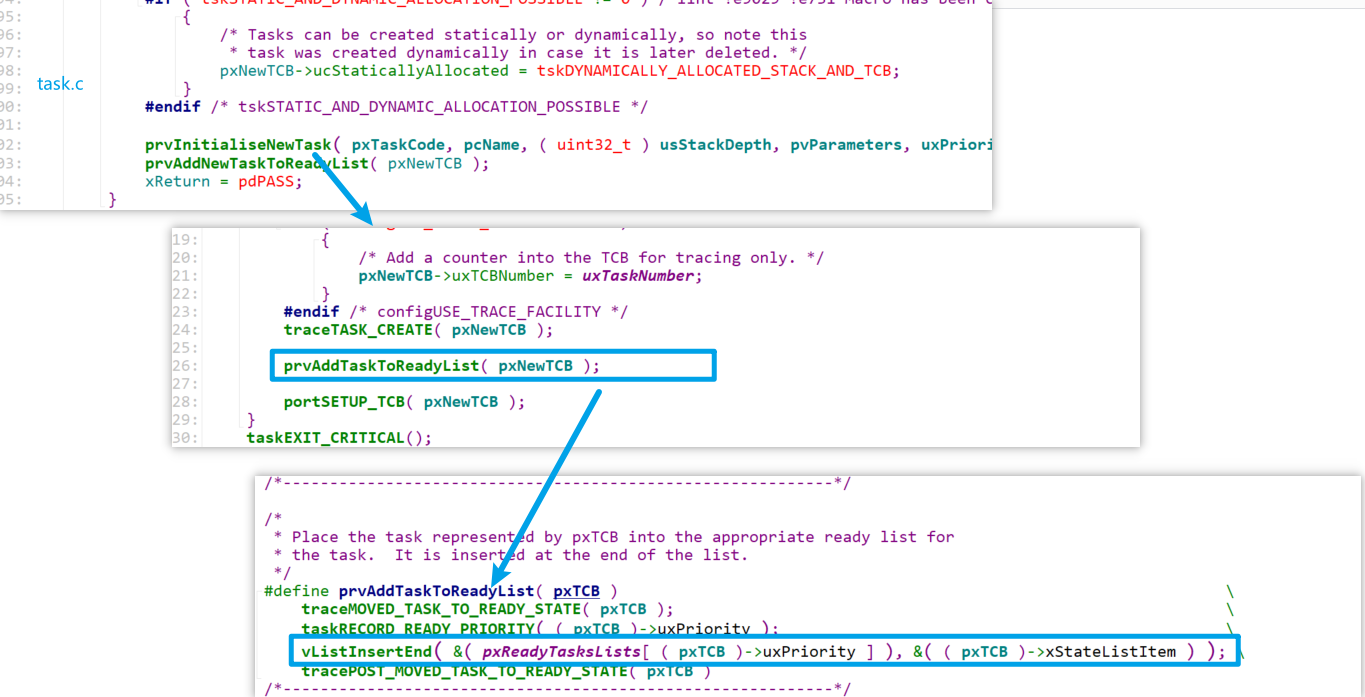 #if ( tskSTATIC_AND_DYNAMIC_ALLOCATION_POSSIBLE != 0 ) / lint !e9029 !e731 Macro has been
95: {
96: /* Tasks can be created statically or dynamically, so note this
97: * task was created dynamically in case it is later deleted. */
98: pxNewTCB->ucStaticallyAllocated = tskDYNAMICALLY_ALLOCATED_STACK_AND_TCB;
task.c
99: }
00: #endif /* tskSTATIC_AND_DYNAMIC_ALLOCATION_POSSIBLE */
01:
02: prvInitialiseNewTask( pxTaskCode, pcName, ( uint32_t ) usStackDepth, pvParameters, uxPriori
03: prvAddNewTaskToReadyList( pxNewTCB );
04: xReturn = pdPASS;
05: }
19: {
20: /* Add a counter into the TCB for tracing only. */
21: pxNewTCB->uxTCBNumber = uxTaskNumber;
22: }
23: #endif /* configUSE_TRACE_FACILITY */
24: traceTASK_CREATE( pxNewTCB );
25:
26: prvAddTaskToReadyList( pxNewTCB );
27:
28: portSETUP_TCB( pxNewTCB );
29: }
30: taskEXIT_CRITICAL();
/*-----------------------------------------------------------*/
/*
* Place the task represented by pxTCB into the appropriate ready list for
* the task. It is inserted at the end of the list.
*/
#define prvAddTaskToReadyList( pxTCB ) \
traceMOVED_TASK_TO_READY_STATE( pxTCB ); \
taskRECORD_READY_PRIORITY( ( pxTCB )->uxPriority ); \
vListInsertEnd( &( pxReadyTasksLists[ ( pxTCB )->uxPriority ] ), &( ( pxTCB )->xStateListItem ) ); \
tracePOST_MOVED_TASK_TO_READY_STATE( pxTCB )
/*-----------------------------------------------------------*/